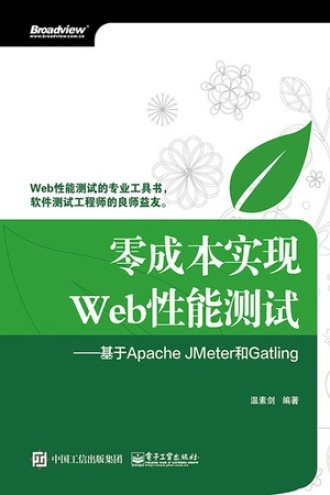 Broadview®
www.broadview.com.cn
Web性能测试的专业工具书，
软件测试工程师的良师益友。
零成本实现
Web性能测试
——基于Apache JMeter和Gatling
温素剑 编著
中国工信出版集团
电子工业出版社